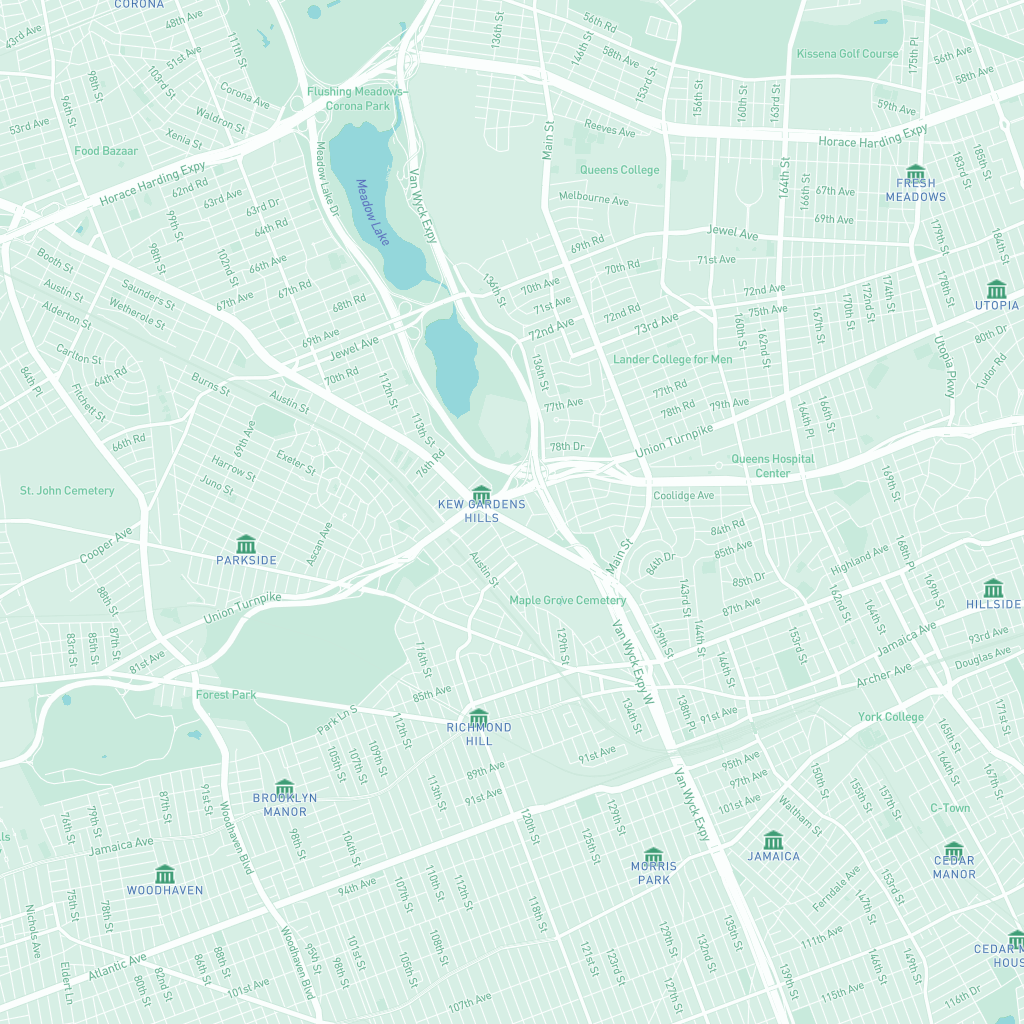 CORONA
48th Ave
43rd Ave
111th St
51st Ave
103rd St
98th St
96th St
Corona Ave
Waldron St
Xenia St
53rd Ave
Food Bazaar
Horace Harding Expy
Flushing Meadows–
Corona Park
136th St
56th Rd
146th St
58th Ave
153rd St
156th St
160th St
163rd St
Kissena Golf Course
175th Pl
56th Ave
58th Ave
59th Ave
Horace Harding Expy
Reeves Ave
Main St
Queens College
Melbourne Ave
164th St
166th St
67th Ave
69th Ave
FRESH
MEADOWS
183rd St
185th St
62nd Rd
63rd Ave
63rd Dr
64th Rd
66th Ave
67th Ave
67th Rd
68th Rd
69th Ave
Jewel Ave
70th Rd
99th St
98th St
102nd St
Meadow Lake Dr
Meadow Lake
Van Wyck Expy
136th St
69th Rd
70th Rd
70th Ave
71st Ave
72nd Ave
72nd Rd
73rd Ave
Jewel Ave
71st Ave
72nd Ave
75th Ave
179th St
178th St
184th St
174th St
172nd St
170th St
167th St
162nd St
160th St
UTOPIA
80th Dr
Tudor Rd
Utopia Pkwy
Booth St
Austin St
Alderton St
Saunders St
Wetherole St
Carlton St
64th Rd
Burns St
Austin St
84th Pl
Fitchett St
66th Rd
69th Ave
Harrow St
Juno St
Exeter St
Ascan Ave
112th St
113th St
76th Rd
136th St
Lander College for Men
77th Rd
78th Rd
79th Ave
77th Ave
78th Dr
Union Turnpike
164th Pl
166th St
Queens Hospital
Center
169th St
Coolidge Ave
St. John Cemetery
Cooper Ave
PARKSIDE
KEW GARDENS
HILLS
Austin St
Maple Grove Cemetery
Main St
84th Dr
84th Rd
85th Ave
85th Dr
87th Ave
Highland Ave
168th Pl
169th St
162nd St
164th St
HILLSIDE
Jamaica Ave
93rd Ave
Douglas Ave
Archer Ave
Union Turnpike
88th St
87th St
85th St
83rd St
81st Ave
Forest Park
Park Ln S
116th St
85th Ave
112th St
109th St
107th St
105th St
129th St
Van Wyck Expy W
139th St
143rd St
144th St
146th St
153rd St
134th St
138th Pl
91st Ave
91st Ave
York College
171st St
165th St
164th St
167th St
RICHMOND
HILL
89th Ave
91st Ave
113th St
BROOKLYN
MANOR
91st St
Woodhaven Blvd
98th St
104th St
87th St
79th St
76th St
Jamaica Ave
WOODHAVEN
75th St
78th St
Nichols Ave
Eldert Ln
Atlantic Ave
94th Ave
80th St
82nd St
86th St
88th St
101st Ave
Woodhaven Blvd
95th St
98th St
101st St
105th St
107th St
108th St
110th St
112th St
107th Ave
118th St
120th St
121st St
123rd St
125th St
129th St
127th St
129th St
132nd St
135th St
139th St
MORRIS
PARK
Van Wyck Expy
95th Ave
97th Ave
101st Ave
Waltham St
JAMAICA
150th St
155th St
157th St
C-Town
CEDAR
MANOR
153rd St
147th St
Ferndale Ave
111th Ave
146th St
149th St
115th Ave
116th Dr